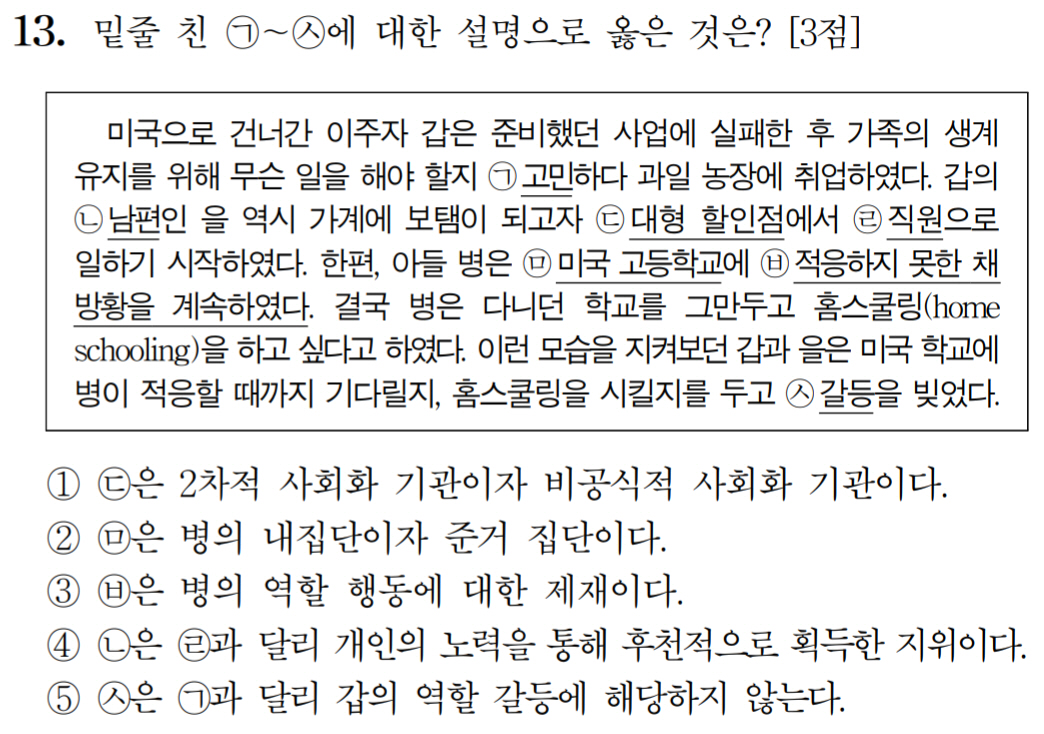 13. 밑줄 친 ㉠~㉦에 대한 설명으로 옳은 것은? [3점]
미국으로 건너간 이주자 갑은 준비했던 사업에 실패한 후 가족의 생계
유지를 위해 무슨 일을 해야 할지 ㉠고민하다 과일 농장에 취업하였다. 갑의
㉡남편인 을 역시 가계에 보탬이 되고자 ㉢대형 할인점에서 ㉣직원으로
일하기 시작하였다. 한편, 아들 병은 ㉤미국 고등학교에 ㉥적응하지 못한 채
방황을 계속하였다. 결국 병은 다니던 학교를 그만두고 홈스쿨링(home
schooling)을 하고 싶다고 하였다. 이런 모습을 지켜보던 갑과 을은 미국 학교에
병이 적응할 때까지 기다릴지, 홈스쿨링을 시킬지를 두고 ㉦갈등을 빚었다.
① ㉢은 2차적 사회화 기관이자 비공식적 사회화 기관이다.
② ㉤은 병의 내집단이자 준거 집단이다.
③ ㉥은 병의 역할 행동에 대한 제재이다.
④ ㉡은 ㉣과 달리 개인의 노력을 통해 후천적으로 획득한 지위이다.
⑤ ㉦은 ㉠과 달리 갑의 역할 갈등에 해당하지 않는다.